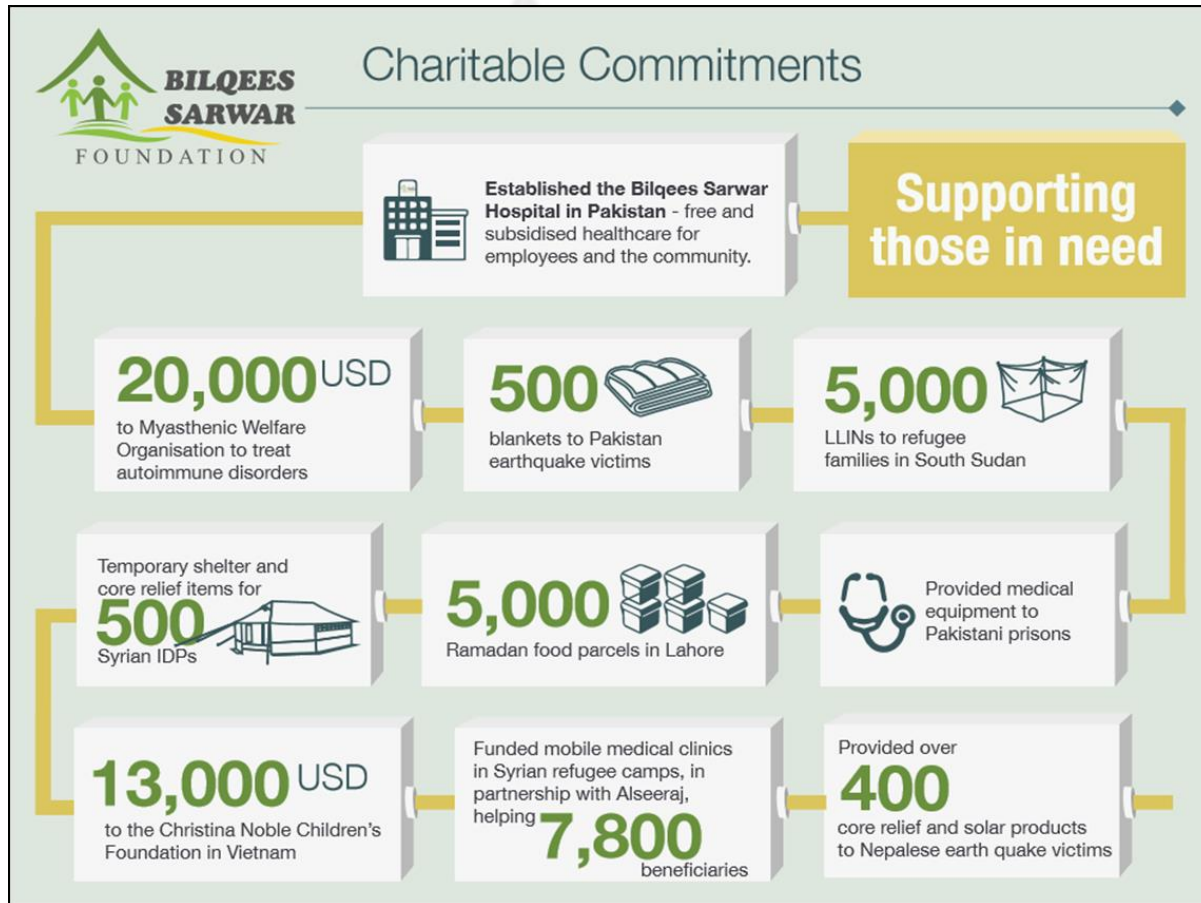 BILQEES
SARWAR
FOUNDATION
Charitable Commitments
Established the Bilqees Sarwar
Hospital in Pakistan - free and
subsidised healthcare for
employees and the community.
Supporting
those in need
20,000 USD
to Myasthenic Welfare
Organisation to treat
autoimmune disorders
500
blankets to Pakistan
earthquake victims
5,000
LLINs to refugee
families in South Sudan
Temporary shelter and
core relief items for
500
Syrian IDPs
5,000
Ramadan food parcels in Lahore
Provided medical
equipment to
Pakistani prisons
13,000 USD
to the Christina Noble Children's
Foundation in Vietnam
Funded mobile medical clinics
in Syrian refugee camps, in
partnership with Alseeraj,
helping 7,800
beneficiaries
Provided over
400
core relief and solar products
to Nepalese earth quake victims